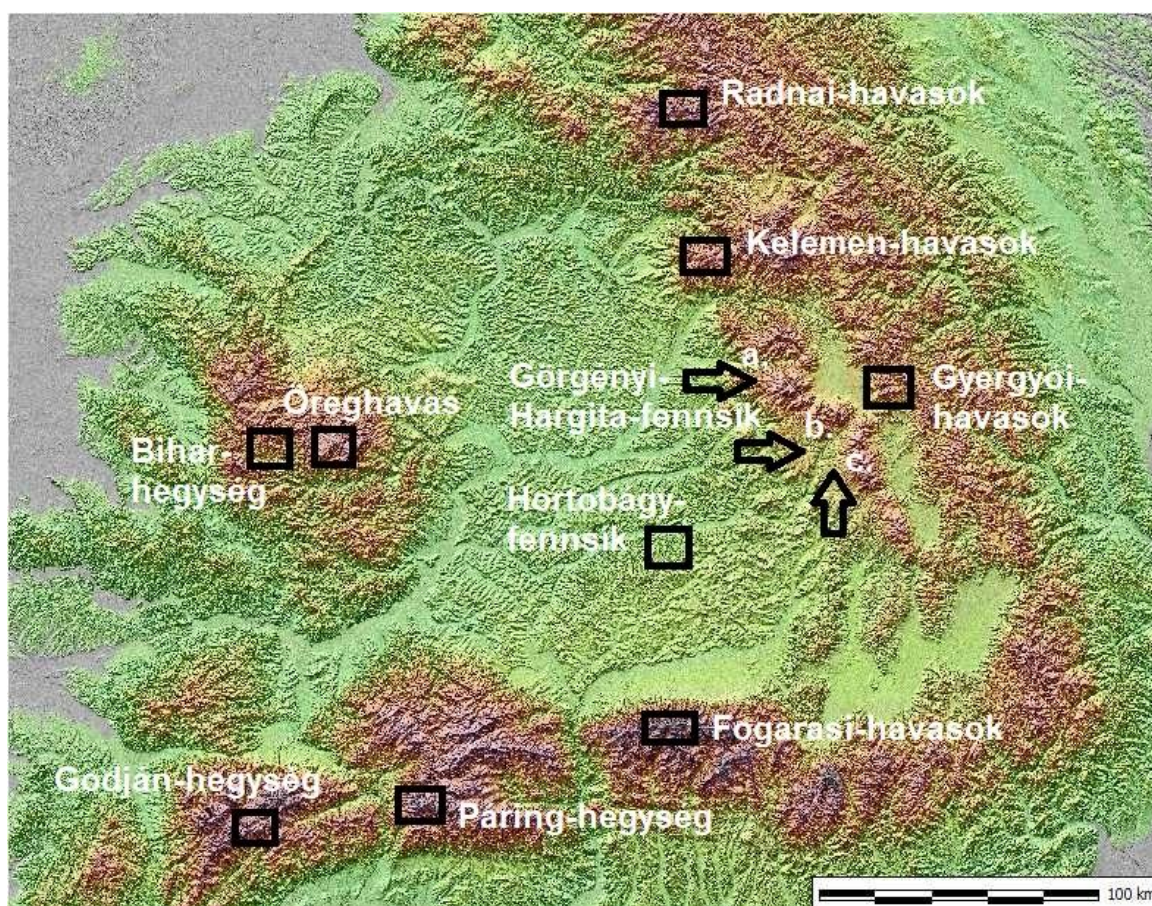 Radnai-havasok
Kelemen-havasok
a.
Görgényi-
Hargita-fennsík
Gyergyói-
havasok
b.
c.
Öreghavas
Bihar-
hegység
Hortobágy-
fennsík
Fogarasi-havasok
Godján-hegység
Páring-hegység
100 km